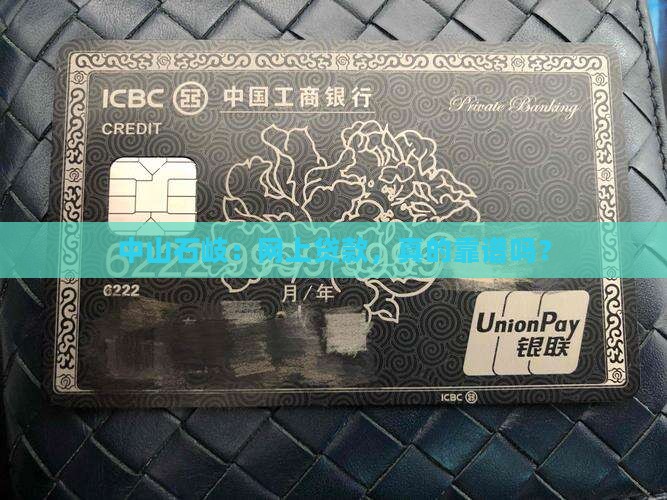 ICBC 中国工商银行
Private Banking
CREDIT
中山石岐：网上贷款，真的靠谱吗？
6222
月/年
UnionPay
银联
ICBC